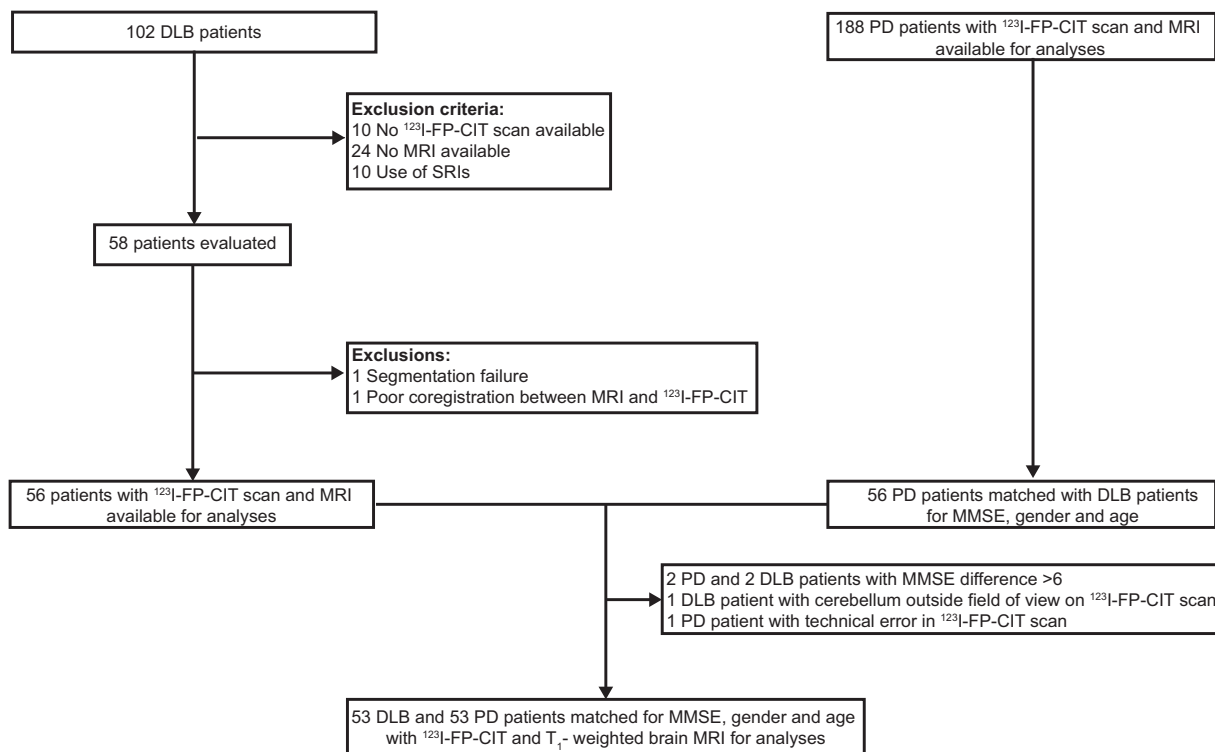 102 DLB patients
188 PD patients with ¹²³I-FP-CIT scan and MRI
available for analyses
Exclusion criteria:
10 No ¹²³I-FP-CIT scan available
24 No MRI available
10 Use of SRIs
58 patients evaluated
Exclusions:
1 Segmentation failure
1 Poor coregistration between MRI and ¹²³I-FP-CIT
56 patients with ¹²³I-FP-CIT scan and MRI
available for analyses
56 PD patients matched with DLB patients
for MMSE, gender and age
2 PD and 2 DLB patients with MMSE difference >6
1 DLB patient with cerebellum outside field of view on ¹²³I-FP-CIT scan
1 PD patient with technical error in ¹²³I-FP-CIT scan
53 DLB and 53 PD patients matched for MMSE, gender and age
with ¹²³I-FP-CIT and T₁- weighted brain MRI for analyses